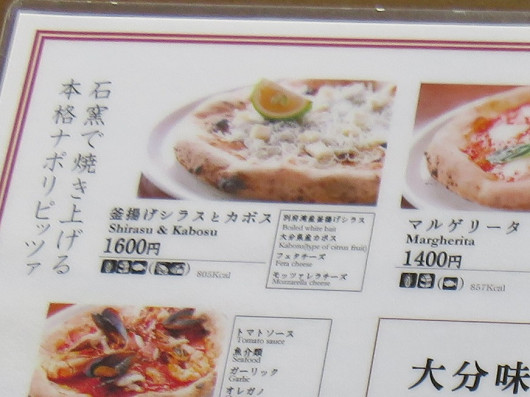 石窯で焼き上げる
本格ナポリピッツァ
釜揚げシラスとカボス
Shirasu & Kabosu
1600円
805Kcal
別府湾産釜揚げシラス
Boiled white bait
大分県産カボス
Kabosu(type of citrus fruit)
フェタチーズ
Feta cheese
モッツァレラチーズ
Mozzarella cheese
マルゲリータ
Margherita
1400円
857Kcal
トマトソース
Tomato sauce
魚介類
Seafood
ガーリック
Garlic
オレガノ
大分味